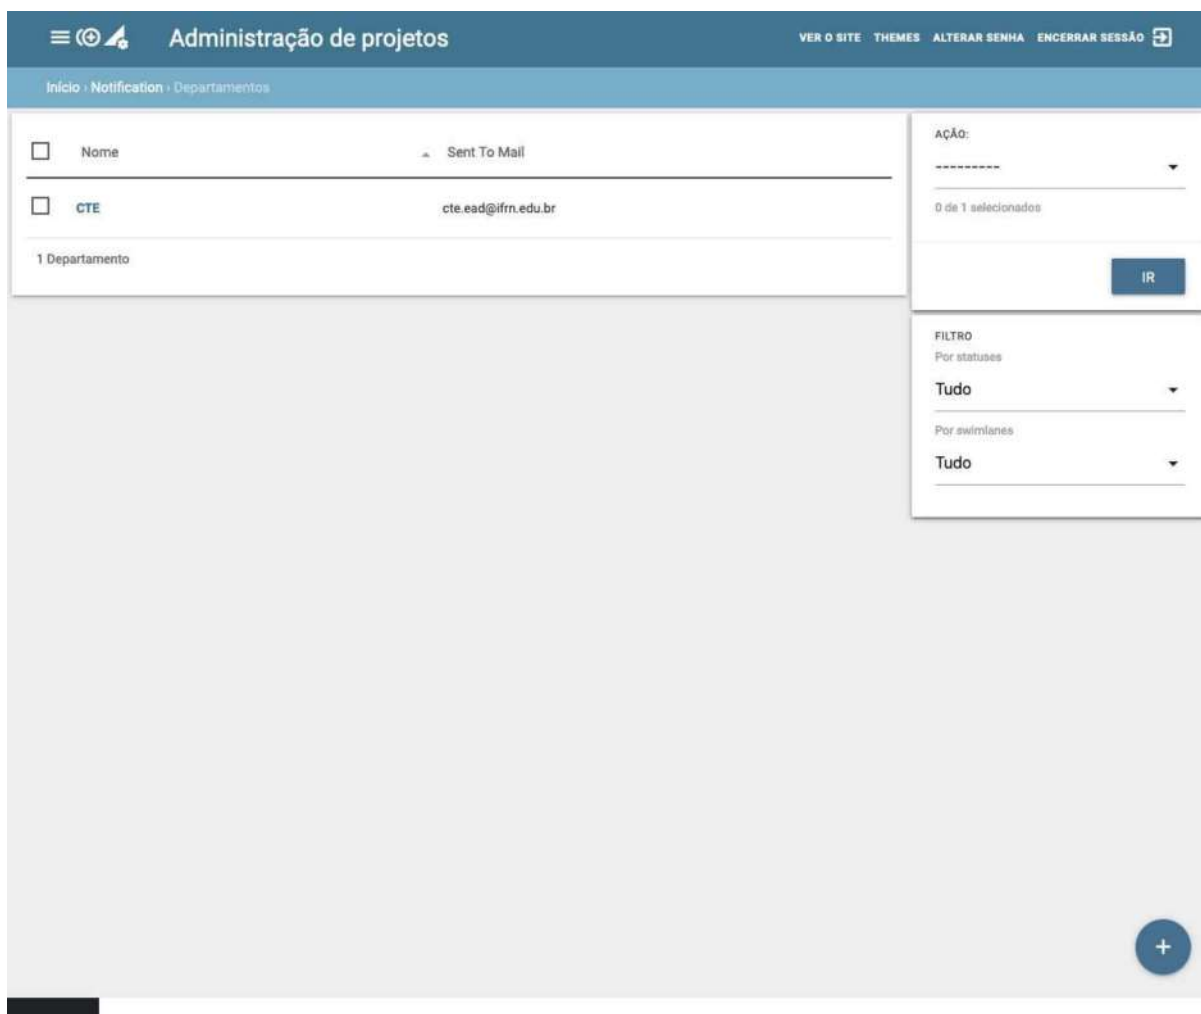 Administração de projetos
VER O SITE THEMES ALTERAR SENHA ENCERRAR SESSÃO
Início › Notification › Departamentos
Nome Sent To Mail
CTE cte.ead@ifrn.edu.br
1 Departamento
AÇÃO:
---------
0 de 1 selecionados
IR
FILTRO
Por statuses
Tudo
Por swimlanes
Tudo
+